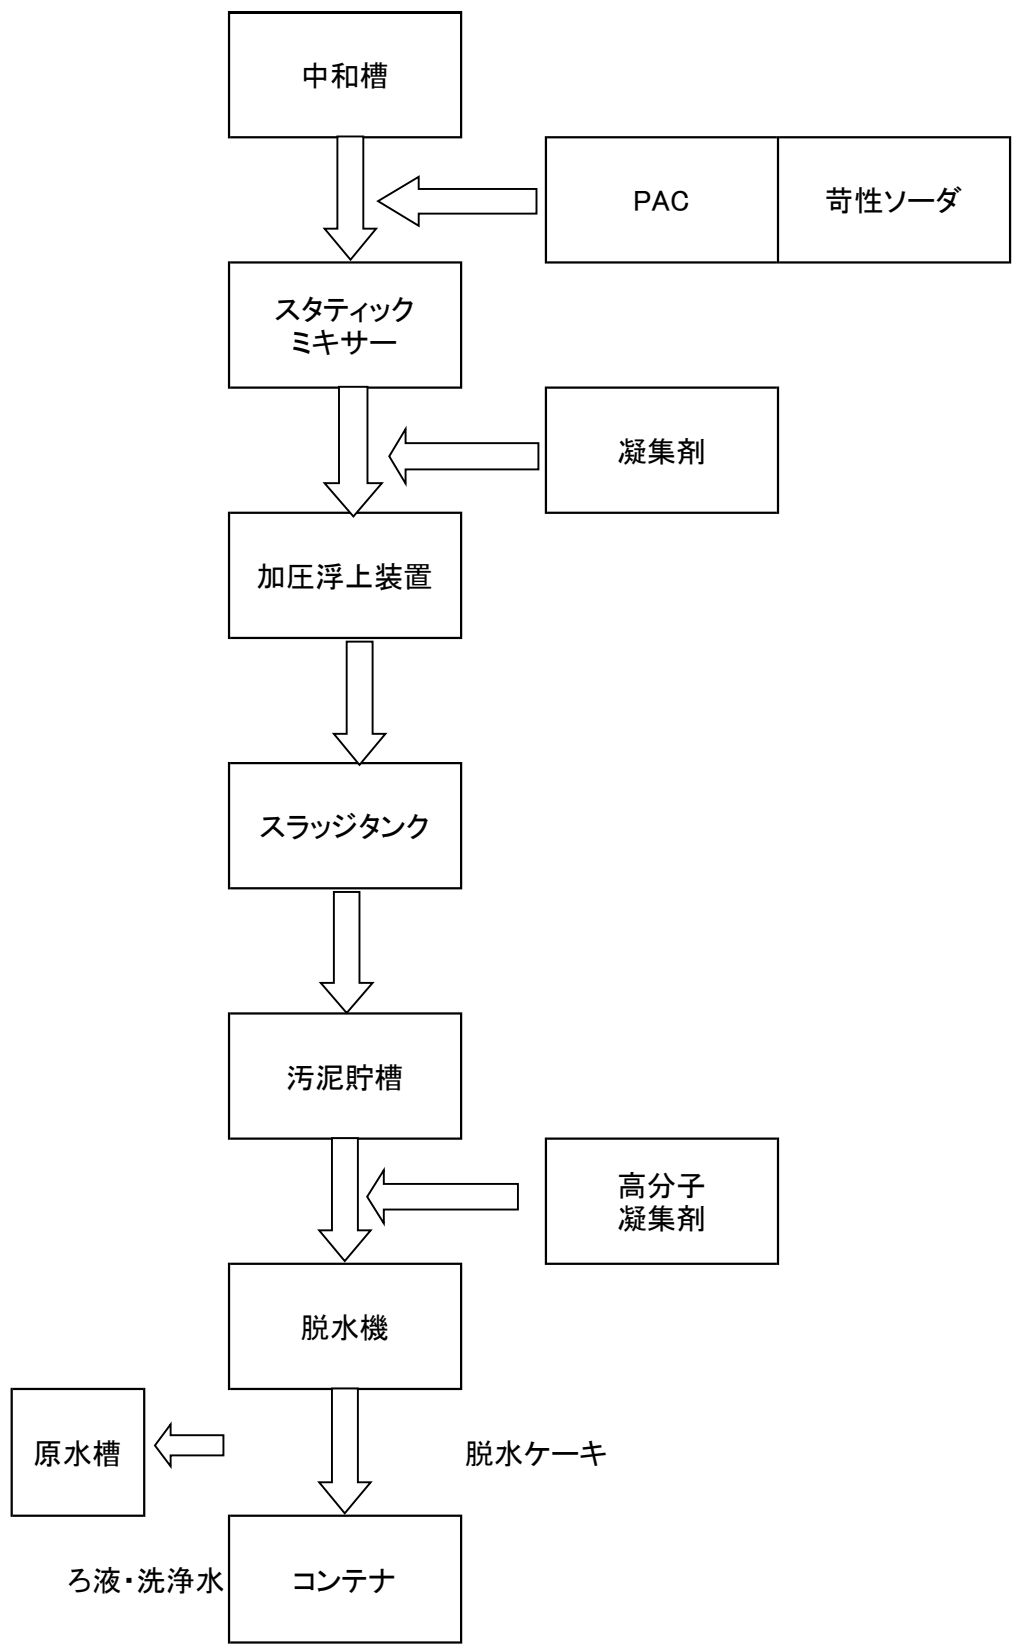 中和槽
PAC
苛性ソーダ
スタティック
ミキサー
凝集剤
加圧浮上装置
スラッジタンク
汚泥貯槽
高分子
凝集剤
脱水機
原水槽
脱水ケーキ
ろ液・洗浄水
コンテナ